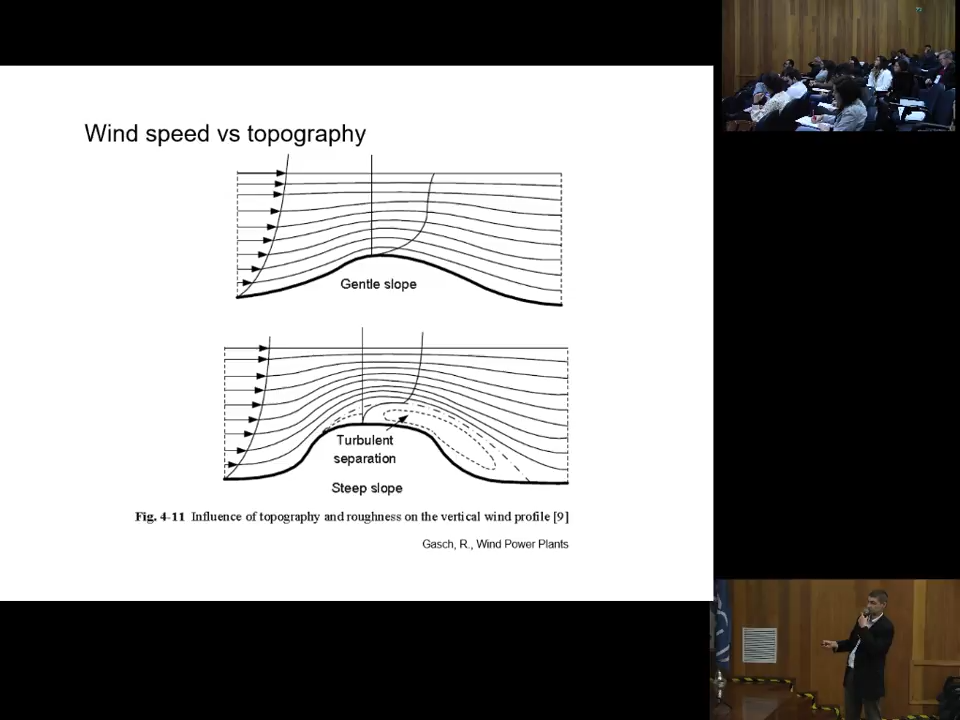 Wind speed vs topography
Gentle slope
Turbulent
separation
Steep slope
Fig. 4-11 Influence of topography and roughness on the vertical wind profile [9]
Gasch, R., Wind Power Plants